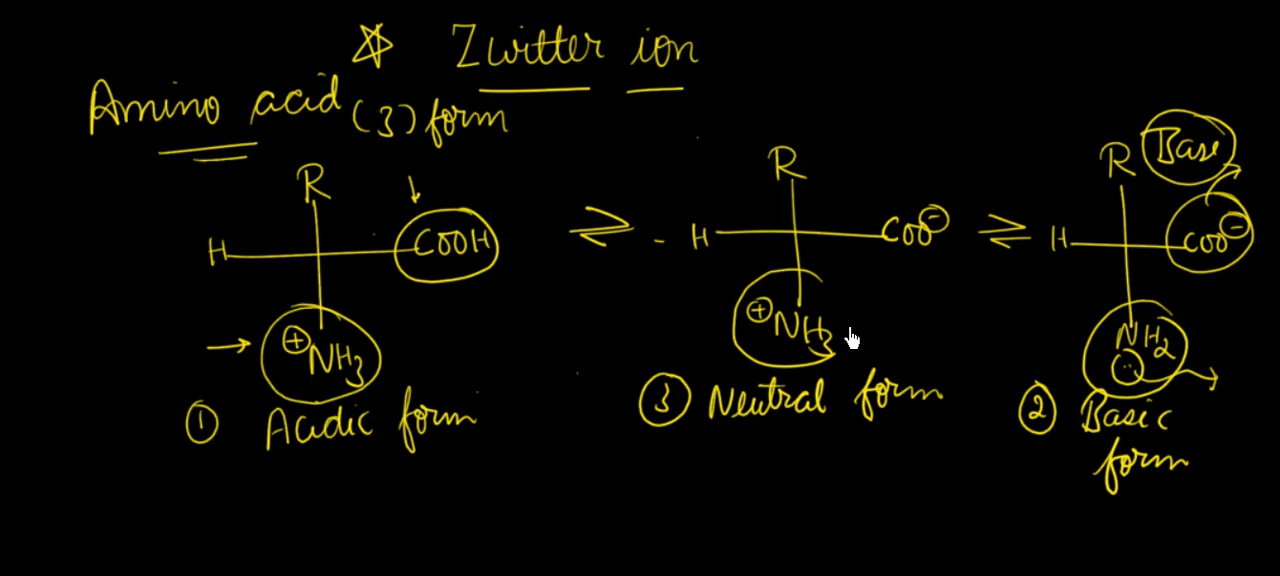 ☆ Zwitter ion
Amino acid (3) form
R R R Base
H COOH ⇌ H COO⊖ ⇌ H COO⊖
⊕NH3 ⊕NH3 NH2
① Acidic form ③ Neutral form ② Basic form